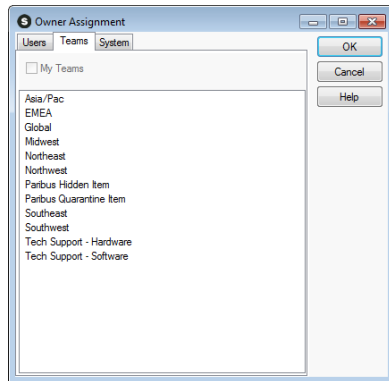 Owner Assignment
Users Teams System
OK
My Teams
Cancel
Help
Asia/Pac
EMEA
Global
Midwest
Northeast
Northwest
Paribus Hidden Item
Paribus Quarantine Item
Southeast
Southwest
Tech Support - Hardware
Tech Support - Software